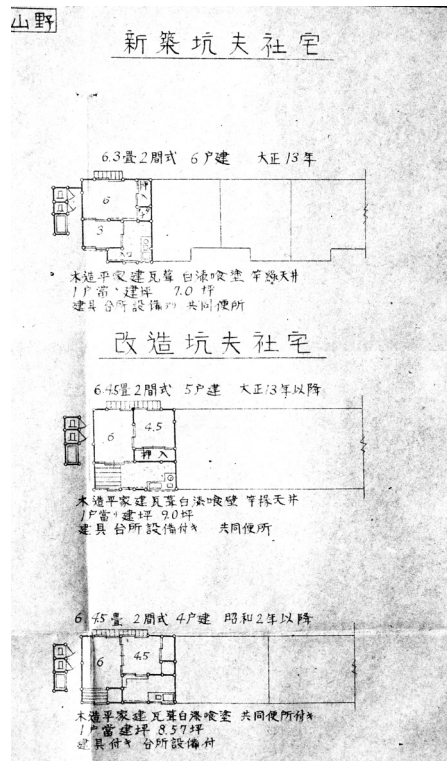 山野
新築坑夫社宅
6.3畳2間式 6戸建 大正13年
6
押入
3
木造平家建瓦葺白漆喰塗 竿縁天井
1戸當リ建坪 7.0坪
建具台所設備アリ 共同便所
改造坑夫社宅
6.4.5畳2間式 5戸建 大正13年以降
6
4.5
押入
木造平家建瓦葺白漆喰壁 竿縁天井
1戸當リ建坪 9.0坪
建具台所設備付き 共同便所
6.4.5畳 2間式 4戸建 昭和2年以降
6
4.5
木造平家建瓦葺白漆喰塗 共同便所付き
1戸當建坪 8.57坪
建具付き 台所設備付